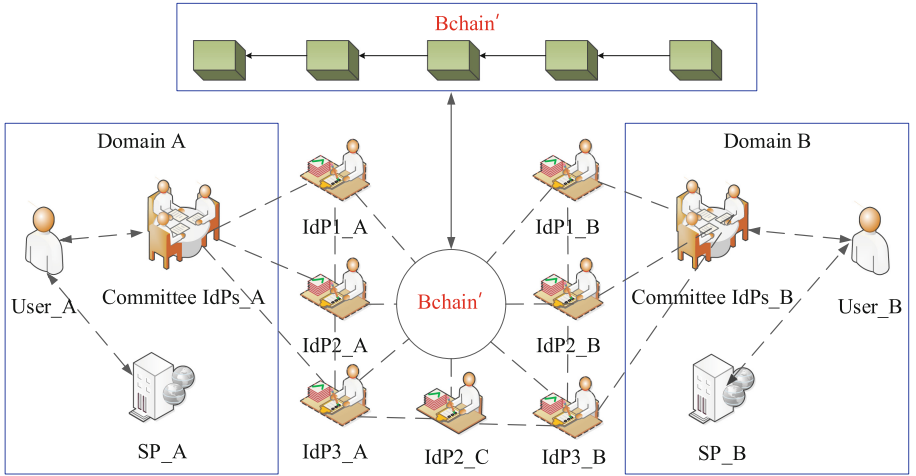 Bchain′
Domain A
Domain B
IdP1_A
IdP1_B
User_A
Committee IdPs_A
Bchain′
Committee IdPs_B
User_B
IdP2_A
IdP2_B
SP_A
IdP3_A
IdP2_C
IdP3_B
SP_B